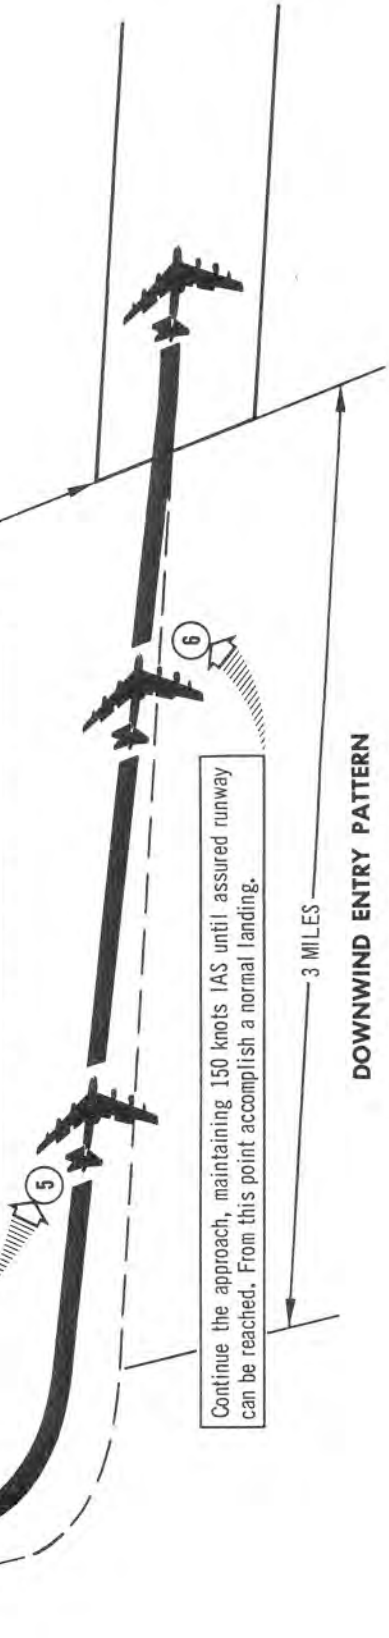 5
6
Continue the approach, maintaining 150 knots IAS until assured runway
can be reached. From this point accomplish a normal landing.
3 MILES
DOWNWIND ENTRY PATTERN